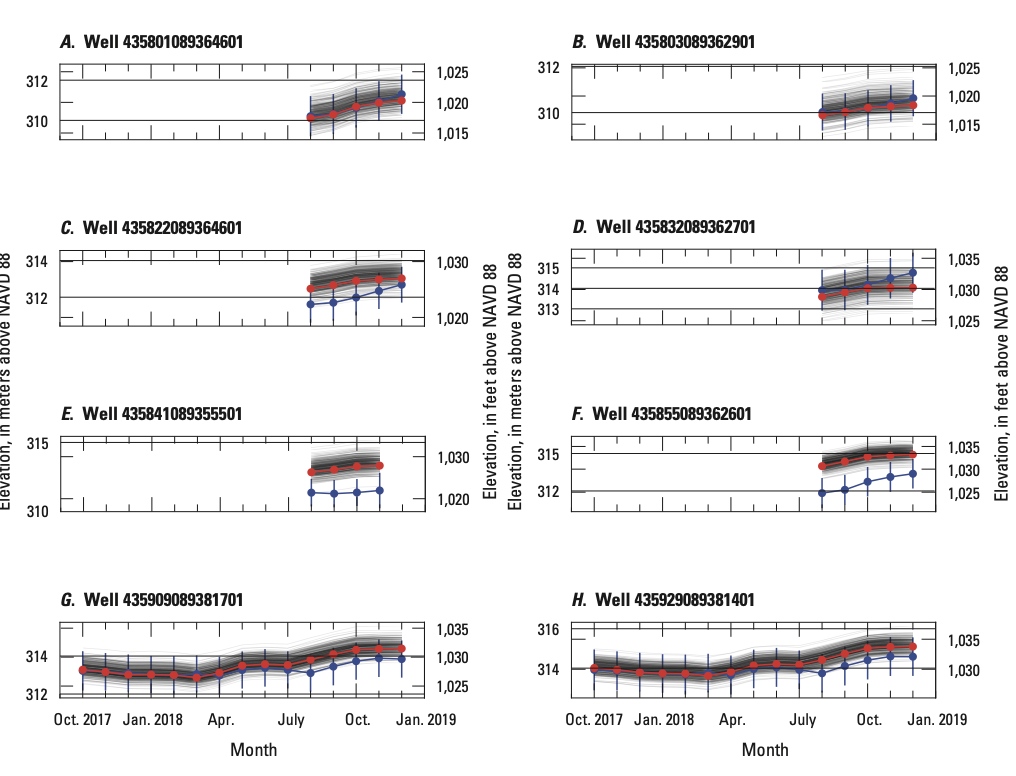 A. Well 435801089364601
312
310
1,025
1,020
1,015
B. Well 435803089362901
312
310
1,025
1,020
1,015
C. Well 435822089364601
314
312
1,030
1,020
D. Well 435832089362701
315
314
313
1,035
1,030
1,025
E. Well 435841089355501
315
310
1,030
1,020
F. Well 435855089362601
315
312
1,035
1,030
1,025
G. Well 435909089381701
314
312
1,035
1,030
1,025
H. Well 435929089381401
316
314
1,035
1,030
Oct. 2017 Jan. 2018 Apr. July Oct. Jan. 2019
Month
Oct. 2017 Jan. 2018 Apr. July Oct. Jan. 2019
Month
Elevation, in meters above NAVD 88
Elevation, in feet above NAVD 88
Elevation, in meters above NAVD 88
Elevation, in feet above NAVD 88